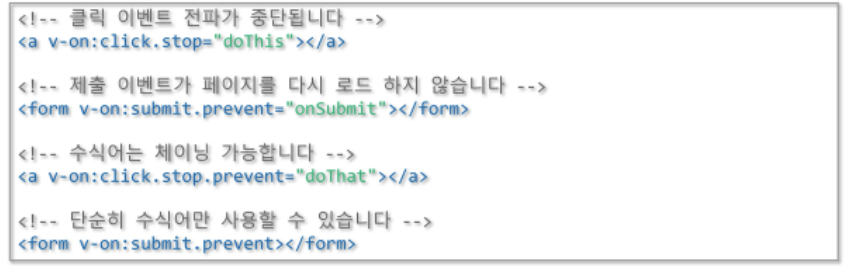 <!-- 클릭 이벤트 전파가 중단됩니다 -->
<a v-on:click.stop="doThis"></a>
<!-- 제출 이벤트가 페이지를 다시 로드 하지 않습니다 -->
<form v-on:submit.prevent="onSubmit"></form>
<!-- 수식어는 체이닝 가능합니다 -->
<a v-on:click.stop.prevent="doThat"></a>
<!-- 단순히 수식어만 사용할 수 있습니다 -->
<form v-on:submit.prevent></form>